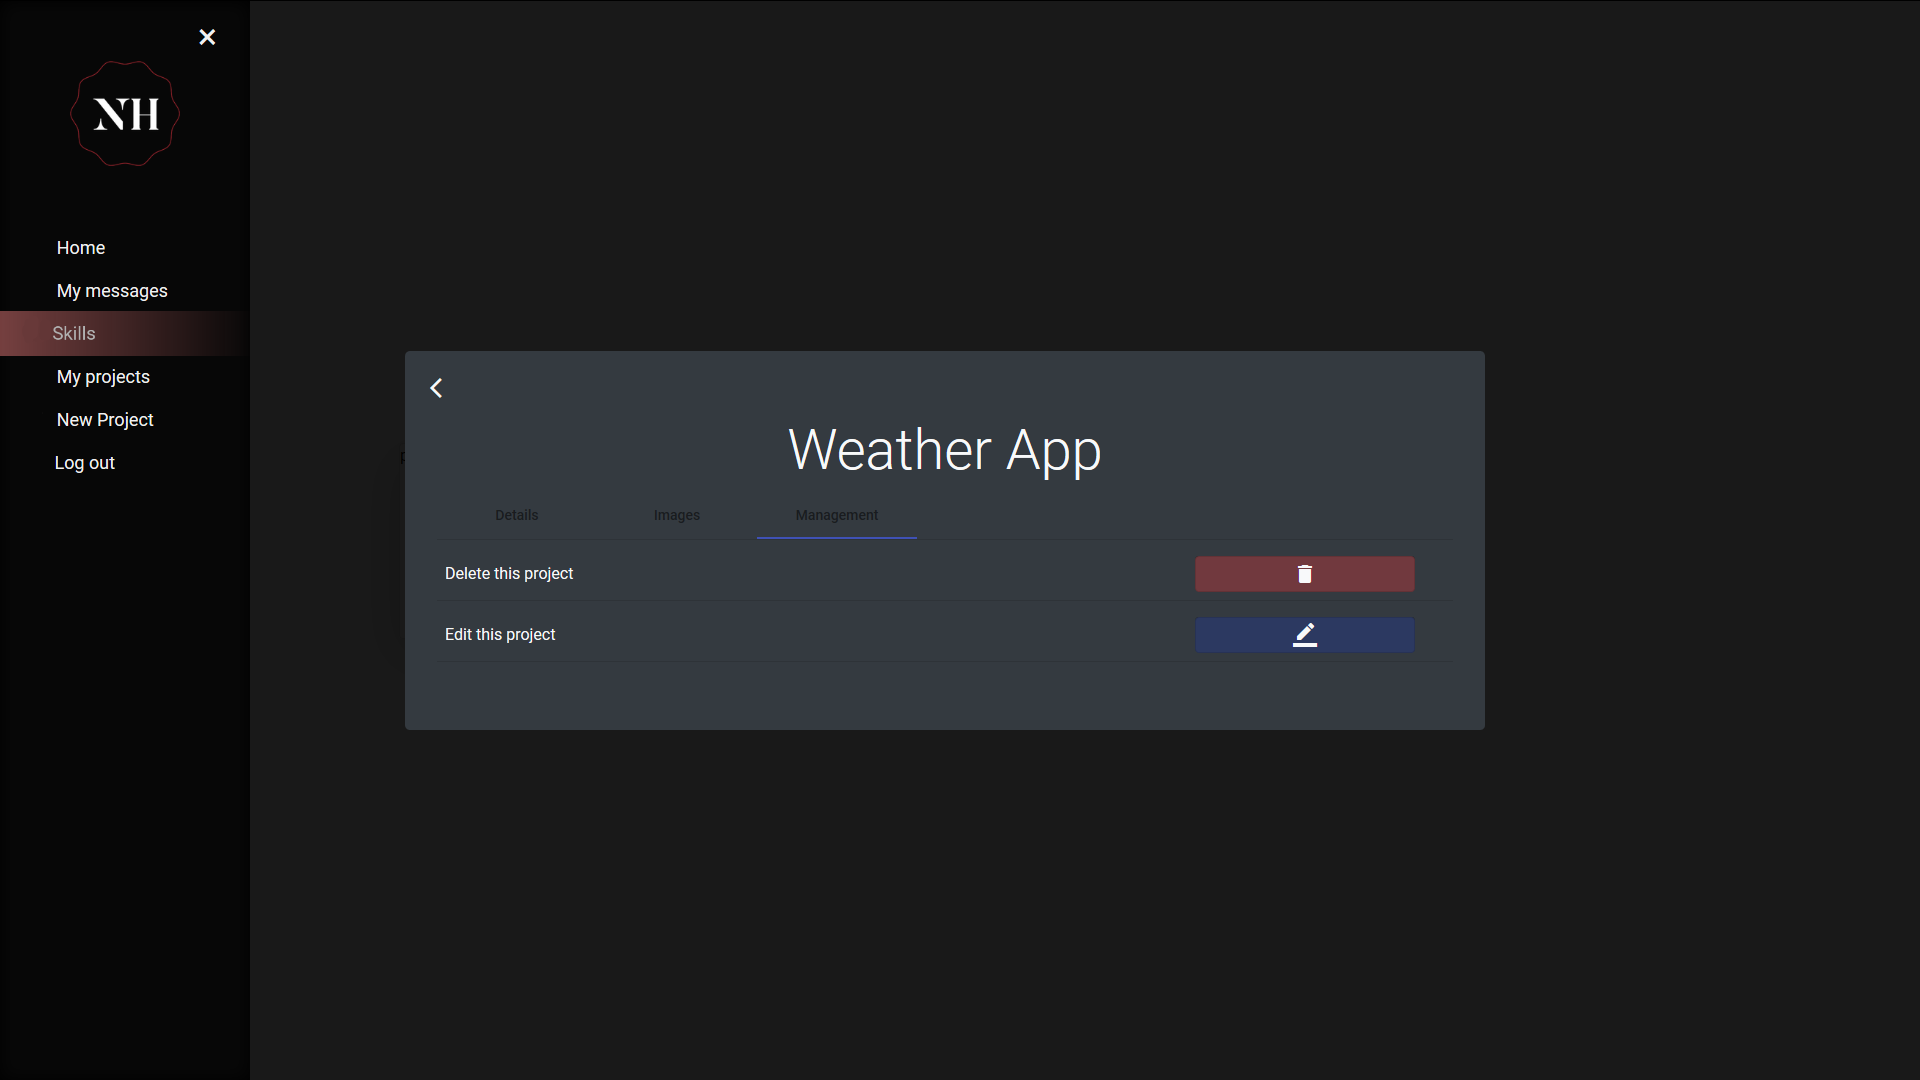 NH
Home
My messages
Skills
My projects
New Project
Log out
Weather App
Details Images Management
Delete this project
Edit this project